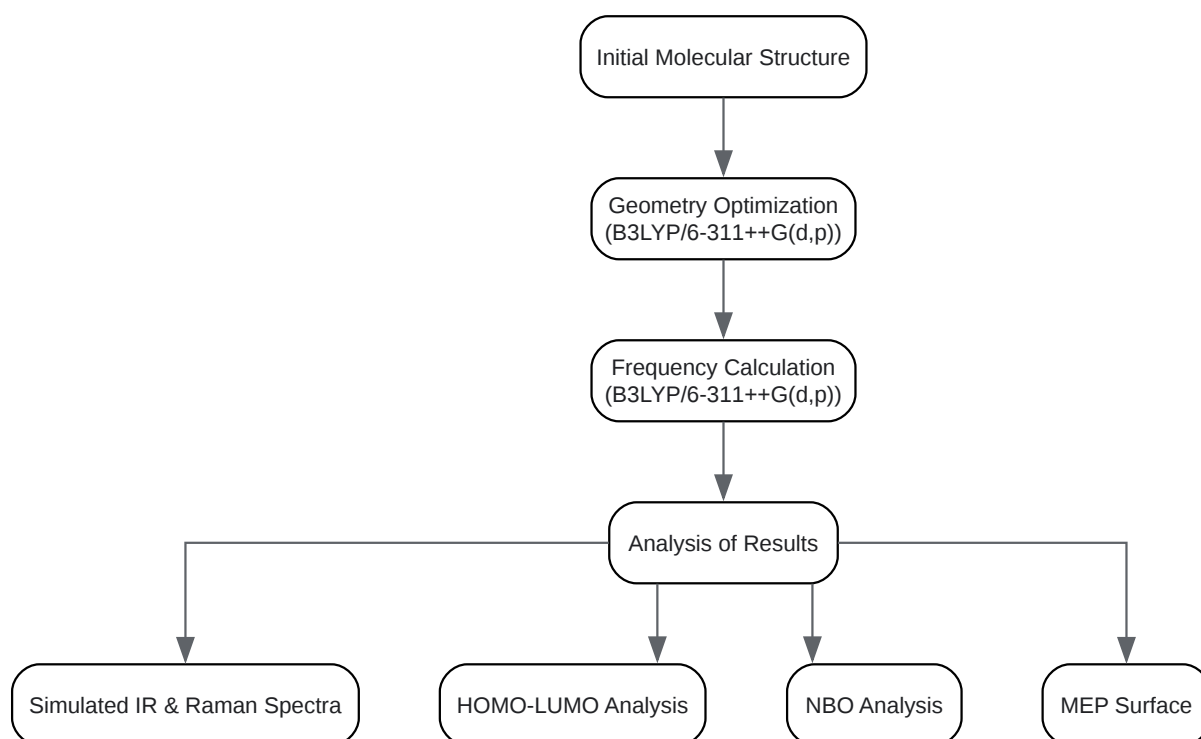 Initial Molecular Structure
Geometry Optimization
(B3LYP/6-311++G(d,p))
Frequency Calculation
(B3LYP/6-311++G(d,p))
Analysis of Results
Simulated IR & Raman Spectra
HOMO-LUMO Analysis
NBO Analysis
MEP Surface